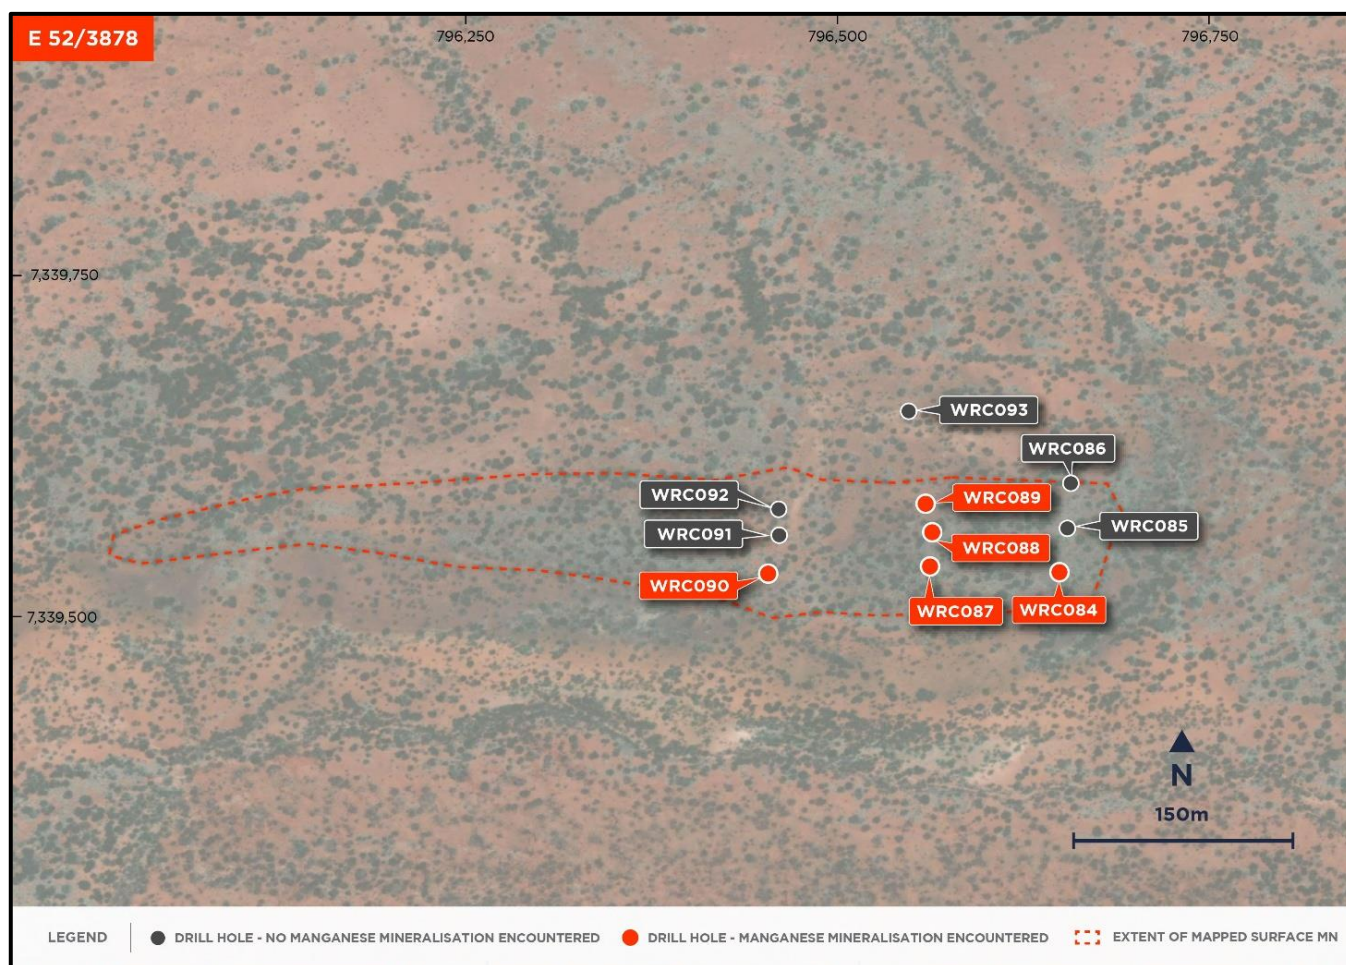 E 52/3878
796,250
796,500
796,750
7,339,750
WRC093
WRC086
WRC092
WRC089
WRC091
WRC085
WRC088
WRC090
WRC087
WRC084
7,339,500
N
150m
LEGEND
DRILL HOLE - NO MANGANESE MINERALISATION ENCOUNTERED
DRILL HOLE - MANGANESE MINERALISATION ENCOUNTERED
EXTENT OF MAPPED SURFACE MN